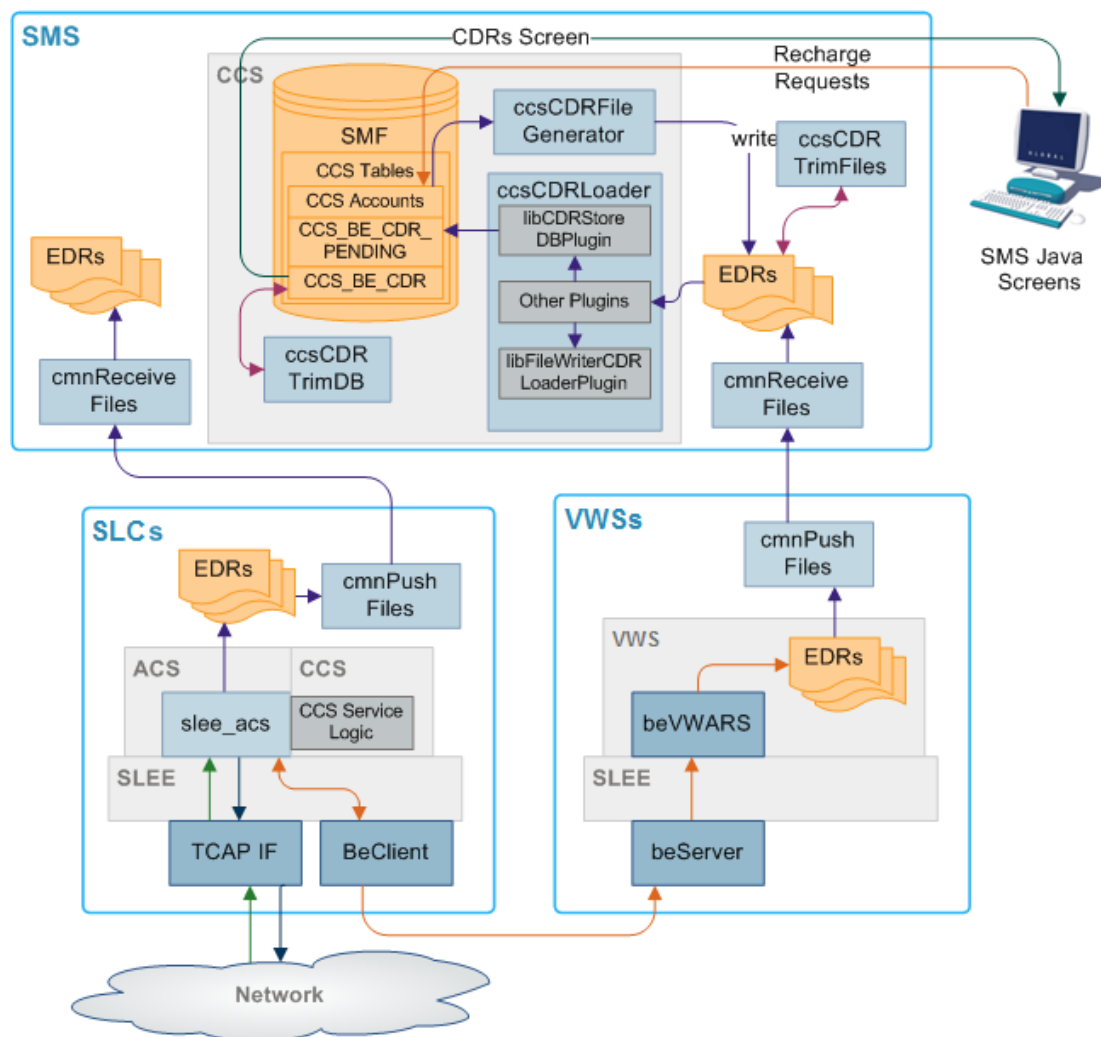 SMS
CDRs Screen
Recharge
Requests
CCS
SMF
CCS Tables
CCS Accounts
CCS_BE_CDR_
PENDING
CCS_BE_CDR
ccsCDRFile
Generator
write
ccsCDR
TrimFiles
ccsCDRLoader
libCDRStore
DBPlugin
Other Plugins
libFileWriterCDR
LoaderPlugin
EDRs
EDRs
GLOBAL
SMS Java
Screens
ccsCDR
TrimDB
cmnReceive
Files
cmnReceive
Files
SLCs
EDRs
cmnPush
Files
ACS
CCS
slee_acs
CCS Service
Logic
SLEE
TCAP IF
BeClient
Network
VWSs
cmnPush
Files
VWS
EDRs
beVWARS
SLEE
beServer